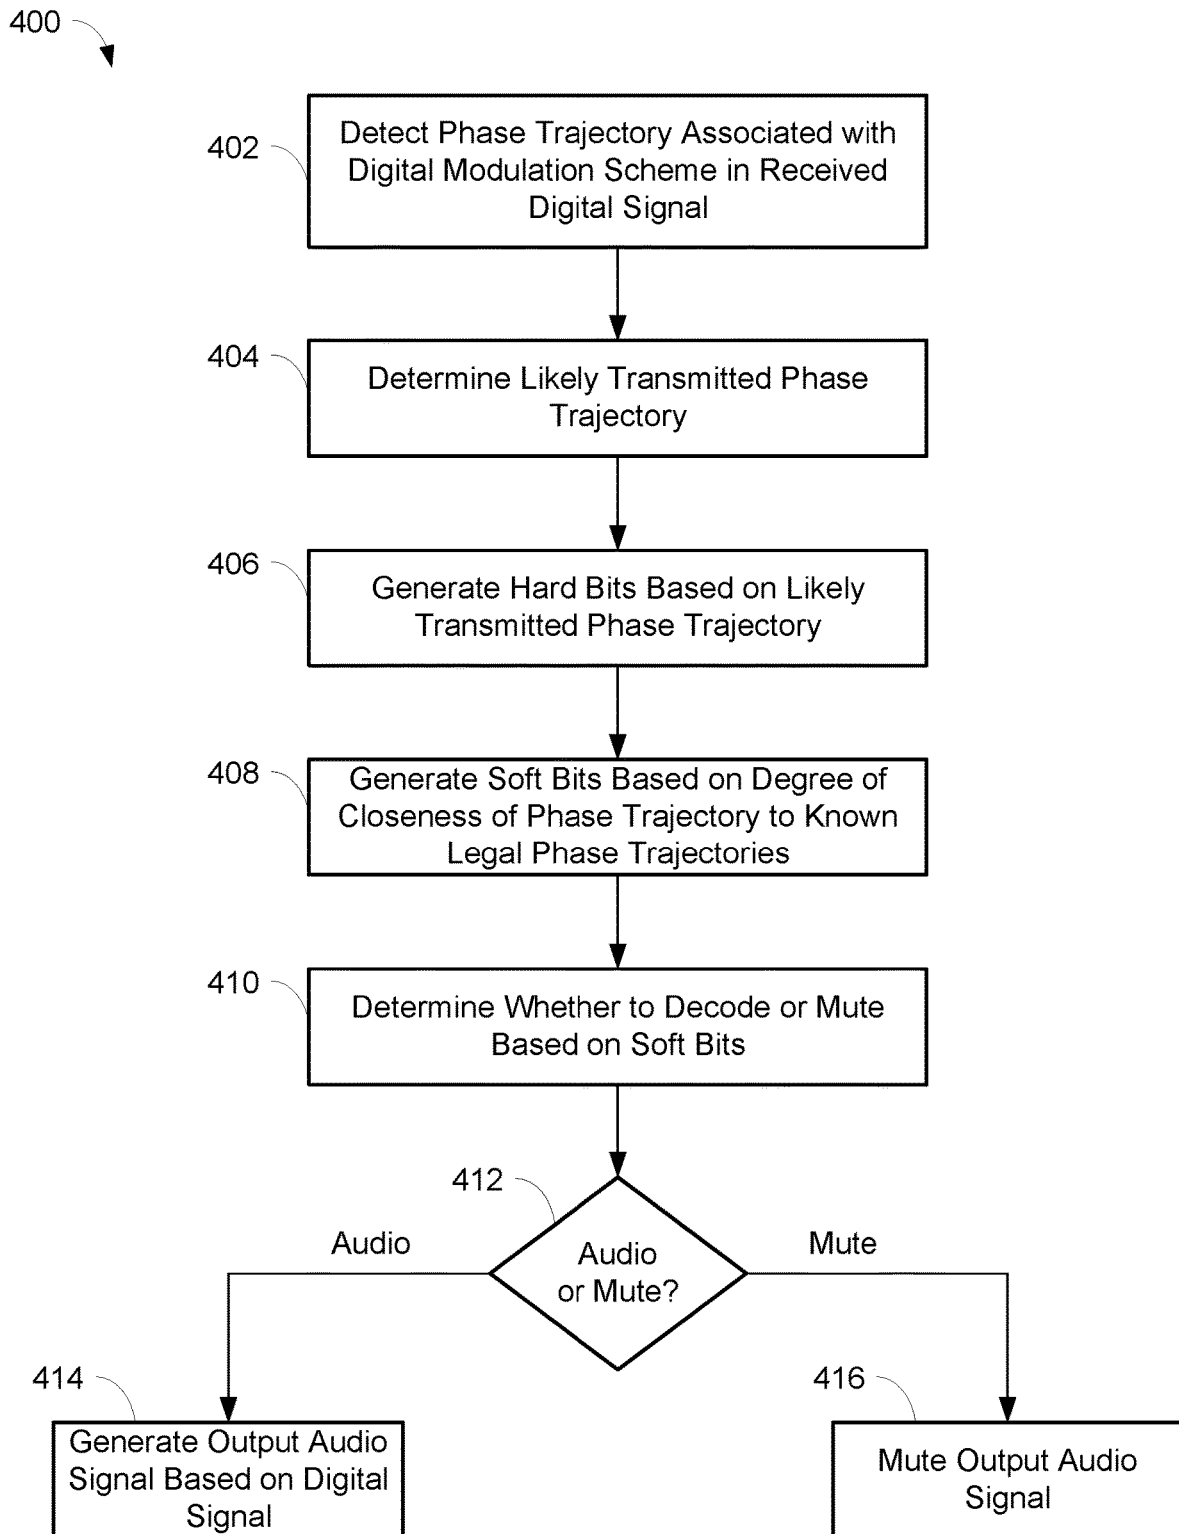 400
402
Detect Phase Trajectory Associated with
Digital Modulation Scheme in Received
Digital Signal
404
Determine Likely Transmitted Phase
Trajectory
406
Generate Hard Bits Based on Likely
Transmitted Phase Trajectory
408
Generate Soft Bits Based on Degree of
Closeness of Phase Trajectory to Known
Legal Phase Trajectories
410
Determine Whether to Decode or Mute
Based on Soft Bits
412
Audio
or Mute?
Audio
Mute
414
Generate Output Audio
Signal Based on Digital
Signal
416
Mute Output Audio
Signal